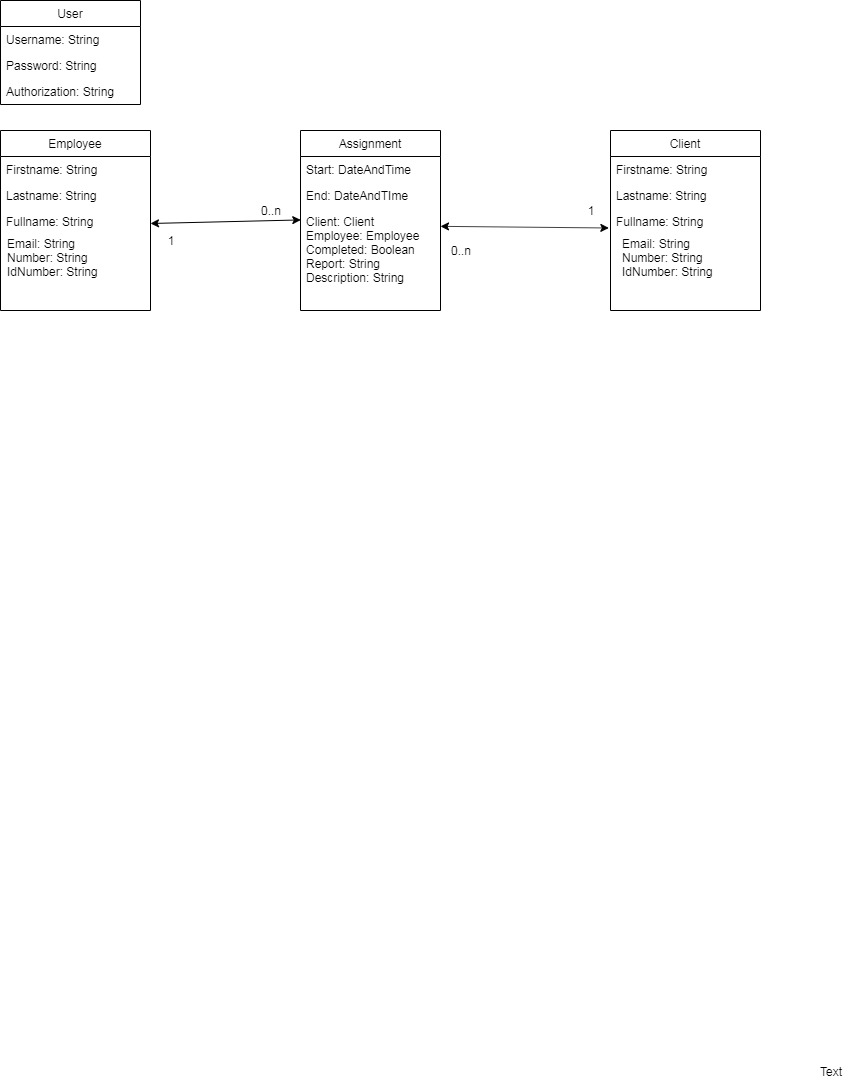 User
Username: String
Password: String
Authorization: String
Employee
Firstname: String
Lastname: String
Fullname: String
Email: String
Number: String
IdNumber: String
1
0..n
Assignment
Start: DateAndTime
End: DateAndTIme
Client: Client
Employee: Employee
Completed: Boolean
Report: String
Description: String
0..n
1
Client
Firstname: String
Lastname: String
Fullname: String
Email: String
Number: String
IdNumber: String
Text